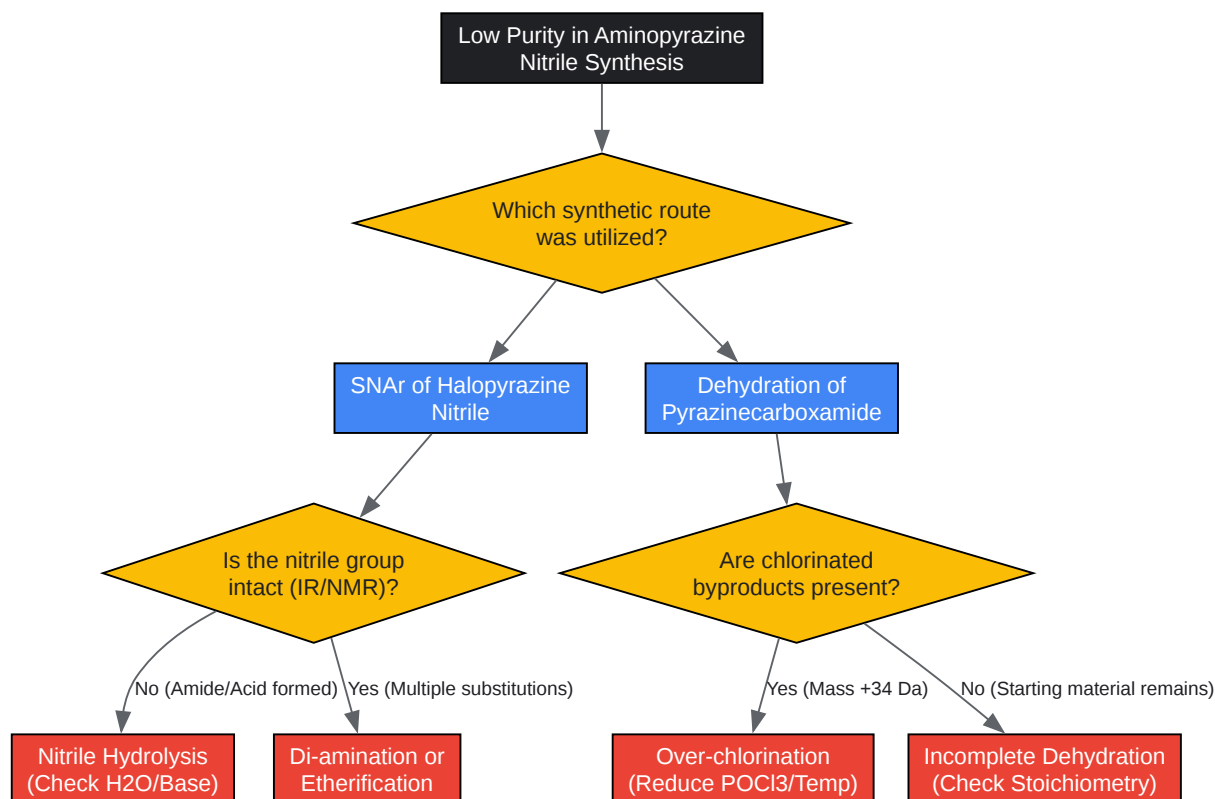 Low Purity in Aminopyrazine
Nitrile Synthesis
Which synthetic route
was utilized?
SNAr of Halopyrazine
Nitrile
Dehydration of
Pyrazinecarboxamide
Is the nitrile group
intact (IR/NMR)?
Are chlorinated
byproducts present?
No (Amide/Acid formed)
Yes (Multiple substitutions)
Yes (Mass +34 Da)
No (Starting material remains)
Nitrile Hydrolysis
(Check H2O/Base)
Di-amination or
Etherification
Over-chlorination
(Reduce POCl3/Temp)
Incomplete Dehydration
(Check Stoichiometry)